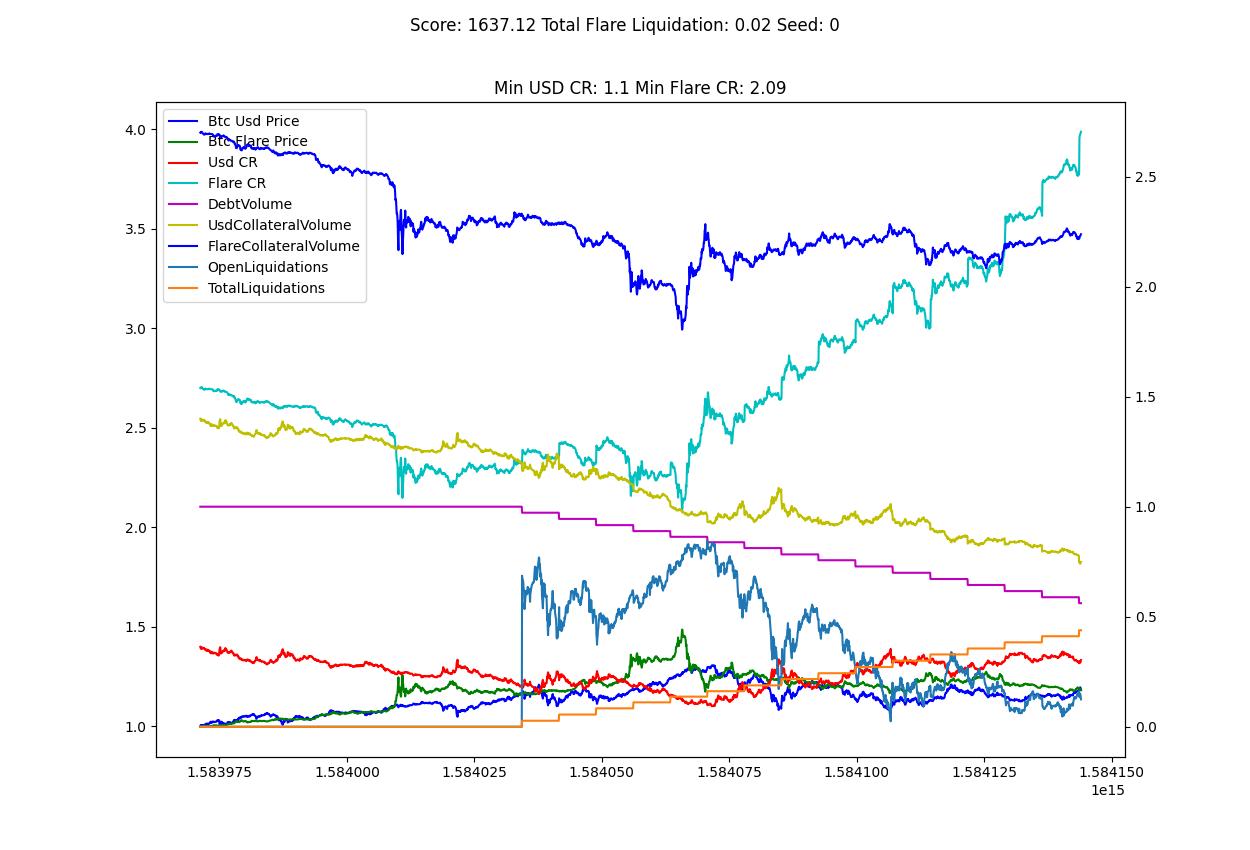 Score: 1637.12 Total Flare Liquidation: 0.02 Seed: 0
Min USD CR: 1.1 Min Flare CR: 2.09
Btc Usd Price
Btc Flare Price
Usd CR
Flare CR
DebtVolume
UsdCollateralVolume
FlareCollateralVolume
OpenLiquidations
TotalLiquidations
4.0
3.5
3.0
2.5
2.0
1.5
1.0
2.5
2.0
1.5
1.0
0.5
0.0
1.583975 1.584000 1.584025 1.584050 1.584075 1.584100 1.584125 1.584150
1e15